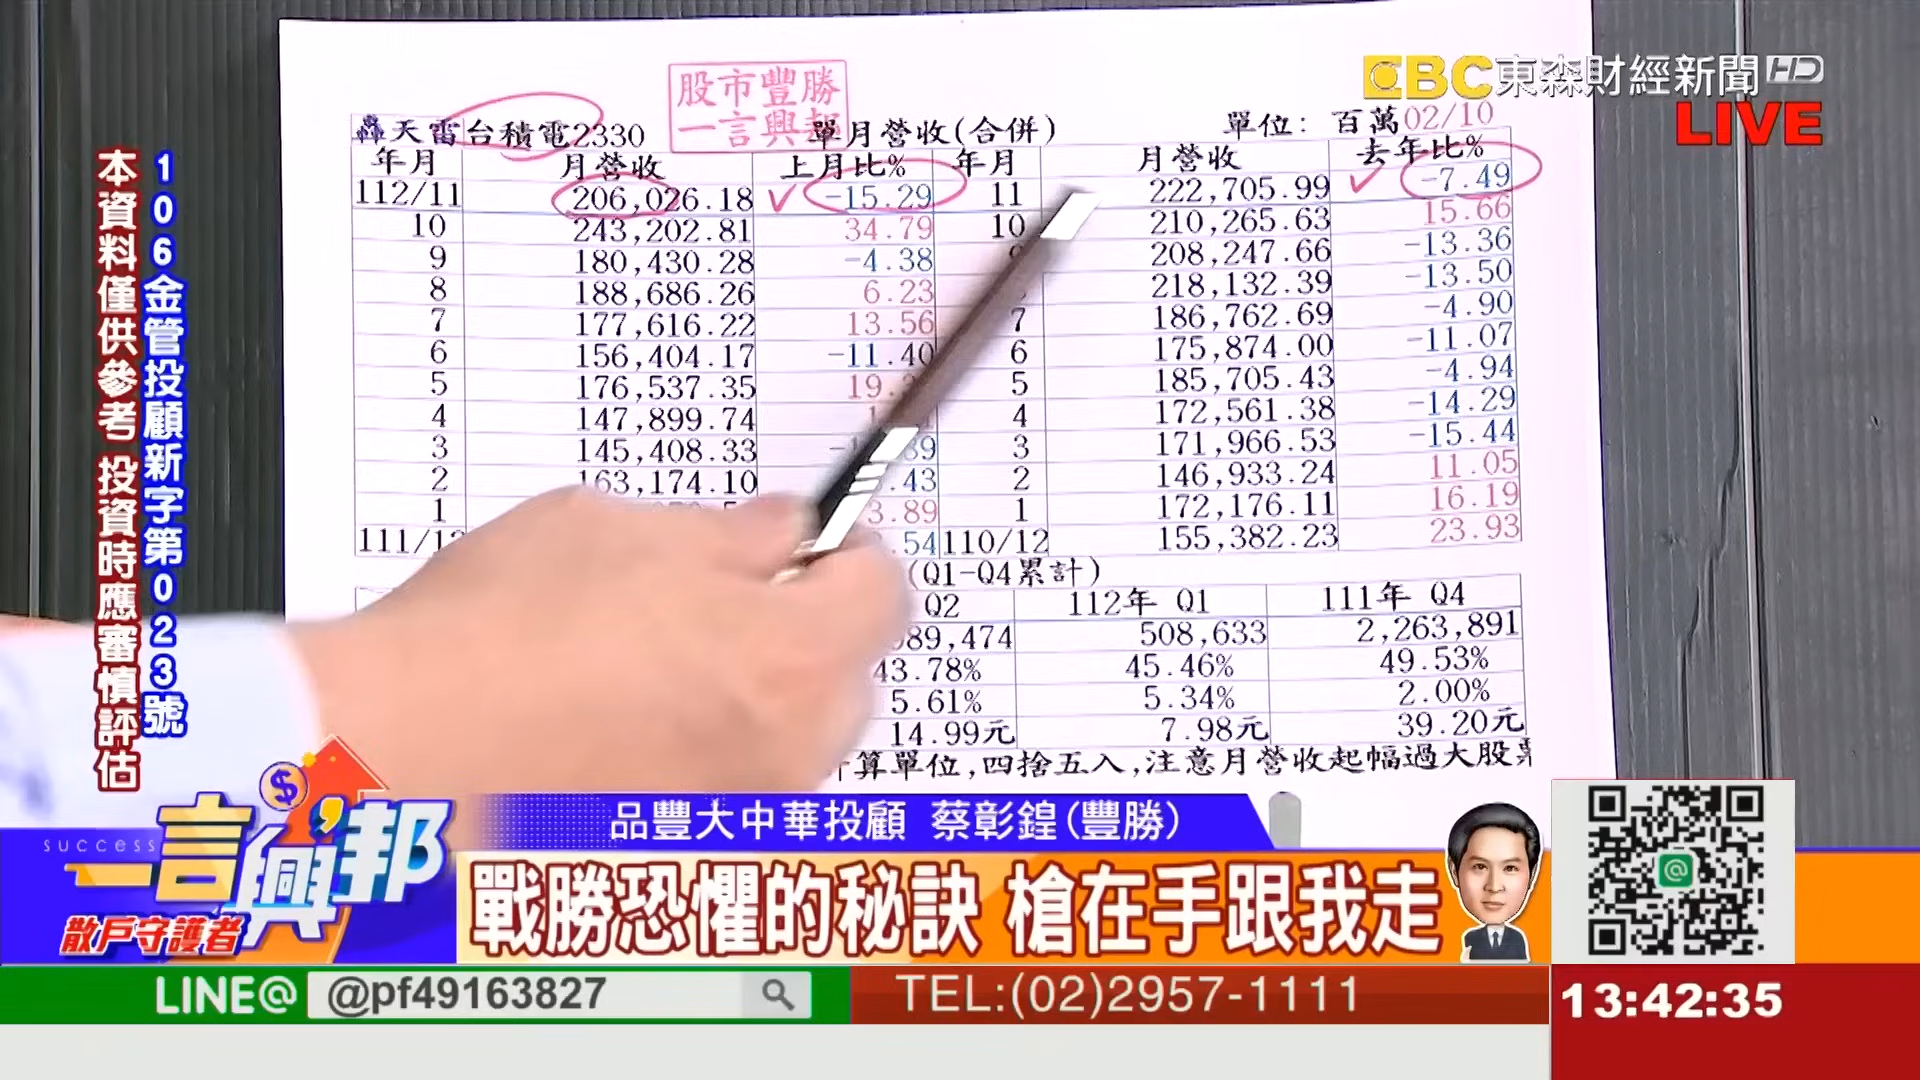 EBC 東森財經新聞 HD
LIVE
106金管投顧新字第023號
本資料僅供參考 投資時應審慎評估
股市豐勝
一言興邦
轟天雷台積電2330 單月營收(合併) 單位: 百萬 02/10
年月 月營收 上月比% 年月 月營收 去年比%
112/11 206,026.18 -15.29 11 222,705.99 -7.49
10 243,202.81 34.79 10 210,265.63 15.66
9 180,430.28 -4.38 208,247.66 -13.36
8 188,686.26 6.23 218,132.39 -13.50
7 177,616.22 13.56 7 186,762.69 -4.90
6 156,404.17 -11.40 6 175,874.00 -11.07
5 176,537.35 19. 5 185,705.43 -4.94
4 147,899.74 4 172,561.38 -14.29
3 145,408.33 89 3 171,966.53 -15.44
2 163,174.10 .43 2 146,933.24 11.05
1 3.89 1 172,176.11 16.19
111/12 .54 110/12 155,382.23 23.93
(Q1-Q4累計)
Q2 112年 Q1 111年 Q4
989,474 508,633 2,263,891
43.78% 45.46% 49.53%
5.61% 5.34% 2.00%
14.99元 7.98元 39.20元
算單位,四捨五入,注意月營收起幅過大股票
success
一言興邦
散戶守護者
品豐大中華投顧 蔡彰鍠(豐勝)
戰勝恐懼的秘訣 槍在手跟我走
LINE@ @pf49163827
TEL:(02)2957-1111
13:42:35